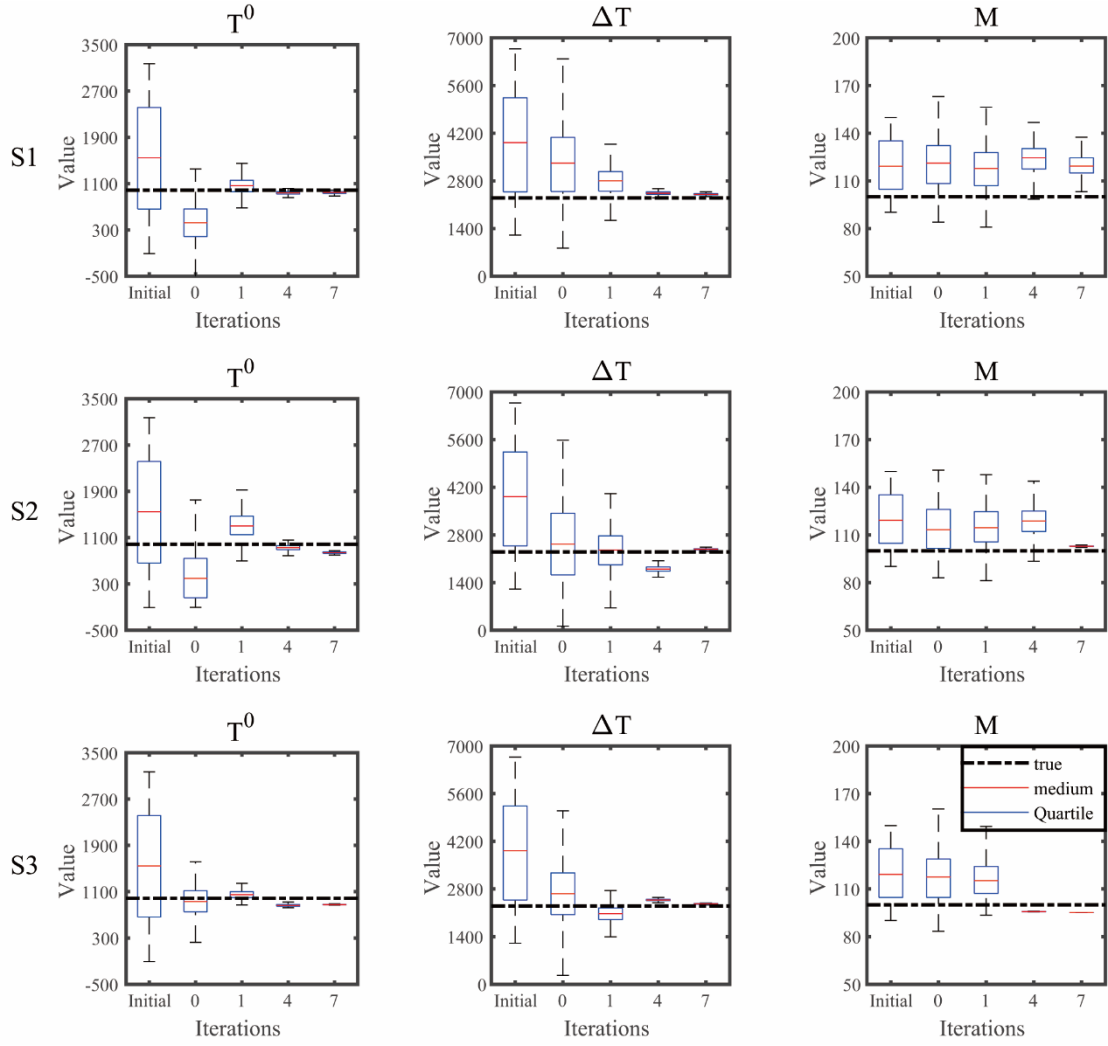 T⁰
ΔT
M
S1
Value
3500
2700
1900
1100
300
-500
Initial 0 1 4 7
Iterations
Value
7000
5600
4200
2800
1400
0
Initial 0 1 4 7
Iterations
Value
200
170
140
110
80
50
Initial 0 1 4 7
Iterations
T⁰
ΔT
M
S2
Value
3500
2700
1900
1100
300
-500
Initial 0 1 4 7
Iterations
Value
7000
5600
4200
2800
1400
0
Initial 0 1 4 7
Iterations
Value
200
170
140
110
80
50
Initial 0 1 4 7
Iterations
T⁰
ΔT
M
S3
Value
3500
2700
1900
1100
300
-500
Initial 0 1 4 7
Iterations
Value
7000
5600
4200
2800
1400
0
Initial 0 1 4 7
Iterations
Value
200
170
140
110
80
50
true
medium
Quartile
Initial 0 1 4 7
Iterations